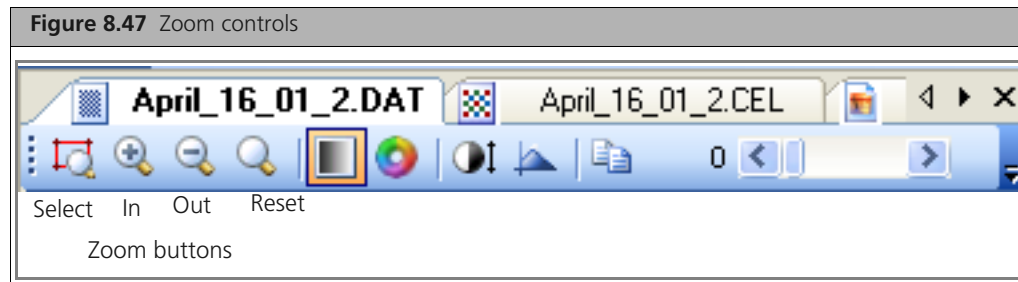 Figure 8.47 Zoom controls
April_16_01_2.DAT April_16_01_2.CEL
0
Select In Out Reset
Zoom buttons